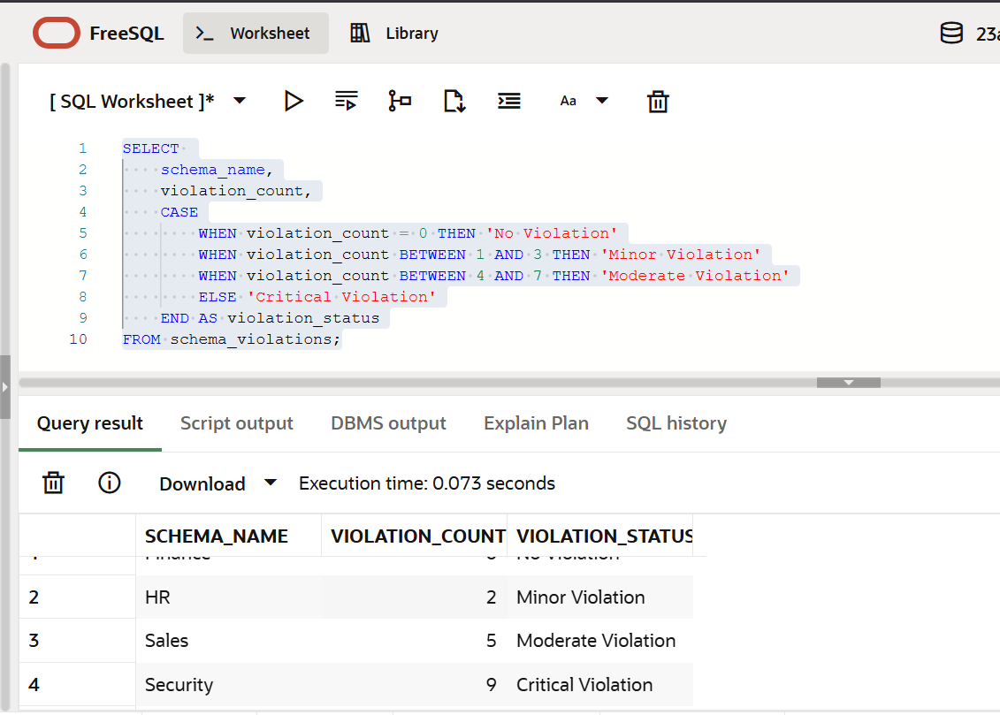 FreeSQL
Worksheet
Library
23a
[ SQL Worksheet ]*
Aa
1 SELECT
2 schema_name,
3 violation_count,
4 CASE
5 WHEN violation_count = 0 THEN 'No Violation'
6 WHEN violation_count BETWEEN 1 AND 3 THEN 'Minor Violation'
7 WHEN violation_count BETWEEN 4 AND 7 THEN 'Moderate Violation'
8 ELSE 'Critical Violation'
9 END AS violation_status
10 FROM schema_violations;
Query result Script output DBMS output Explain Plan SQL history
Download Execution time: 0.073 seconds
SCHEMA_NAME VIOLATION_COUNT VIOLATION_STATUS
Finance No Violation
2 HR 2 Minor Violation
3 Sales 5 Moderate Violation
4 Security 9 Critical Violation